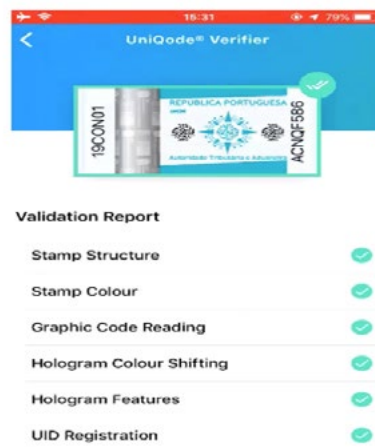 15:31
79%
UniQode® Verifier
19CON01
REPÚBLICA PORTUGUESA
Autoridade Tributária e Aduaneira
ACNQF586
Validation Report
Stamp Structure
Stamp Colour
Graphic Code Reading
Hologram Colour Shifting
Hologram Features
UID Registration